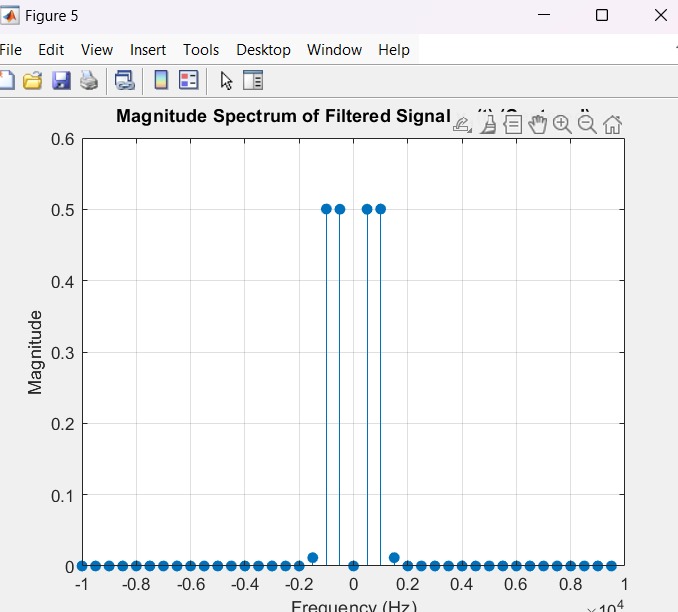 Figure 5
File Edit View Insert Tools Desktop Window Help
Magnitude Spectrum of Filtered Signal
0.6
0.5
0.4
0.3
0.2
0.1
0
Magnitude
-1 -0.8 -0.6 -0.4 -0.2 0 0.2 0.4 0.6 0.8 1
Frequency (Hz)
×10^4